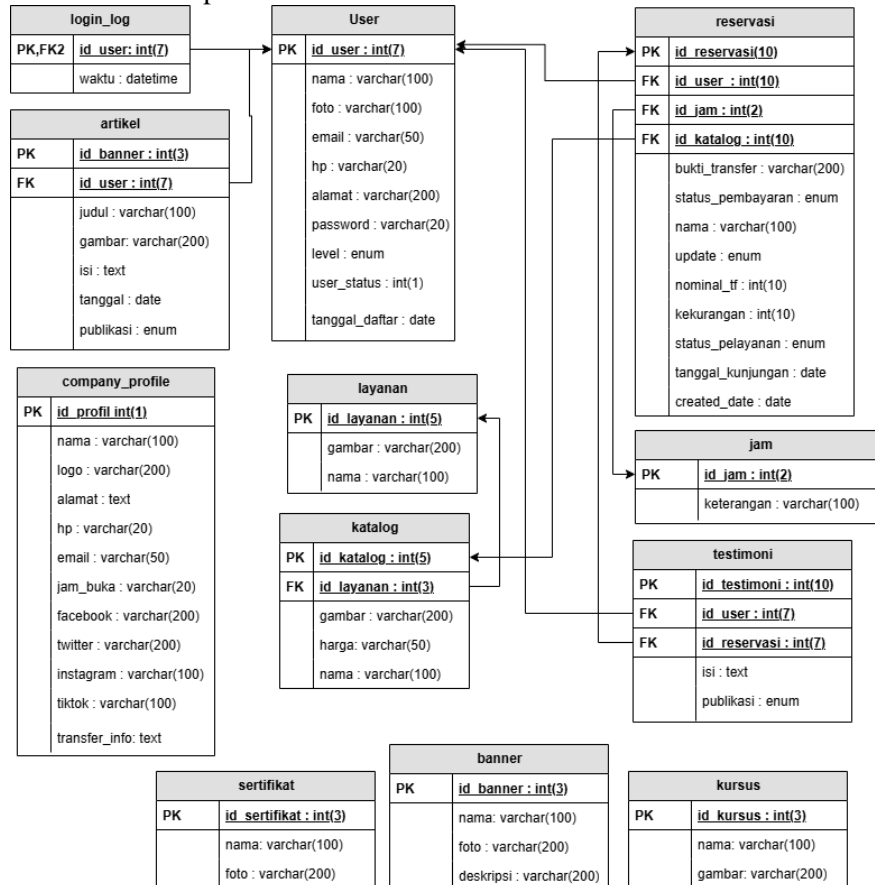 login_log
PK,FK2 id_user: int(7)
waktu : datetime
User
PK id_user : int(7)
nama : varchar(100)
foto : varchar(100)
email : varchar(50)
hp : varchar(20)
alamat : varchar(200)
password : varchar(20)
level : enum
user_status : int(1)
tanggal_daftar : date
reservasi
PK id_reservasi(10)
FK id_user : int(10)
FK id_jam : int(2)
FK id_katalog : int(10)
bukti_transfer : varchar(200)
status_pembayaran : enum
nama : varchar(100)
update : enum
nominal_tf : int(10)
kekurangan : int(10)
status_pelayanan : enum
tanggal_kunjungan : date
created_date : date
artikel
PK id_banner : int(3)
FK id_user : int(7)
judul : varchar(100)
gambar: varchar(200)
isi : text
tanggal : date
publikasi : enum
company_profile
PK id_profil int(1)
nama : varchar(100)
logo : varchar(200)
alamat : text
hp : varchar(20)
email : varchar(50)
jam_buka : varchar(20)
facebook : varchar(200)
twitter : varchar(200)
instagram : varchar(100)
tiktok : varchar(100)
transfer_info: text
layanan
PK id_layanan : int(5)
gambar : varchar(200)
nama : varchar(100)
jam
PK id_jam : int(2)
keterangan : varchar(100)
katalog
PK id_katalog : int(5)
FK id_layanan : int(3)
gambar : varchar(200)
harga: varchar(50)
nama : varchar(100)
testimoni
PK id_testimoni : int(10)
FK id_user : int(7)
FK id_reservasi : int(7)
isi : text
publikasi : enum
sertifikat
PK id_sertifikat : int(3)
nama: varchar(100)
foto : varchar(200)
banner
PK id_banner : int(3)
nama: varchar(100)
foto : varchar(200)
deskripsi : varchar(200)
kursus
PK id_kursus : int(3)
nama: varchar(100)
gambar: varchar(200)